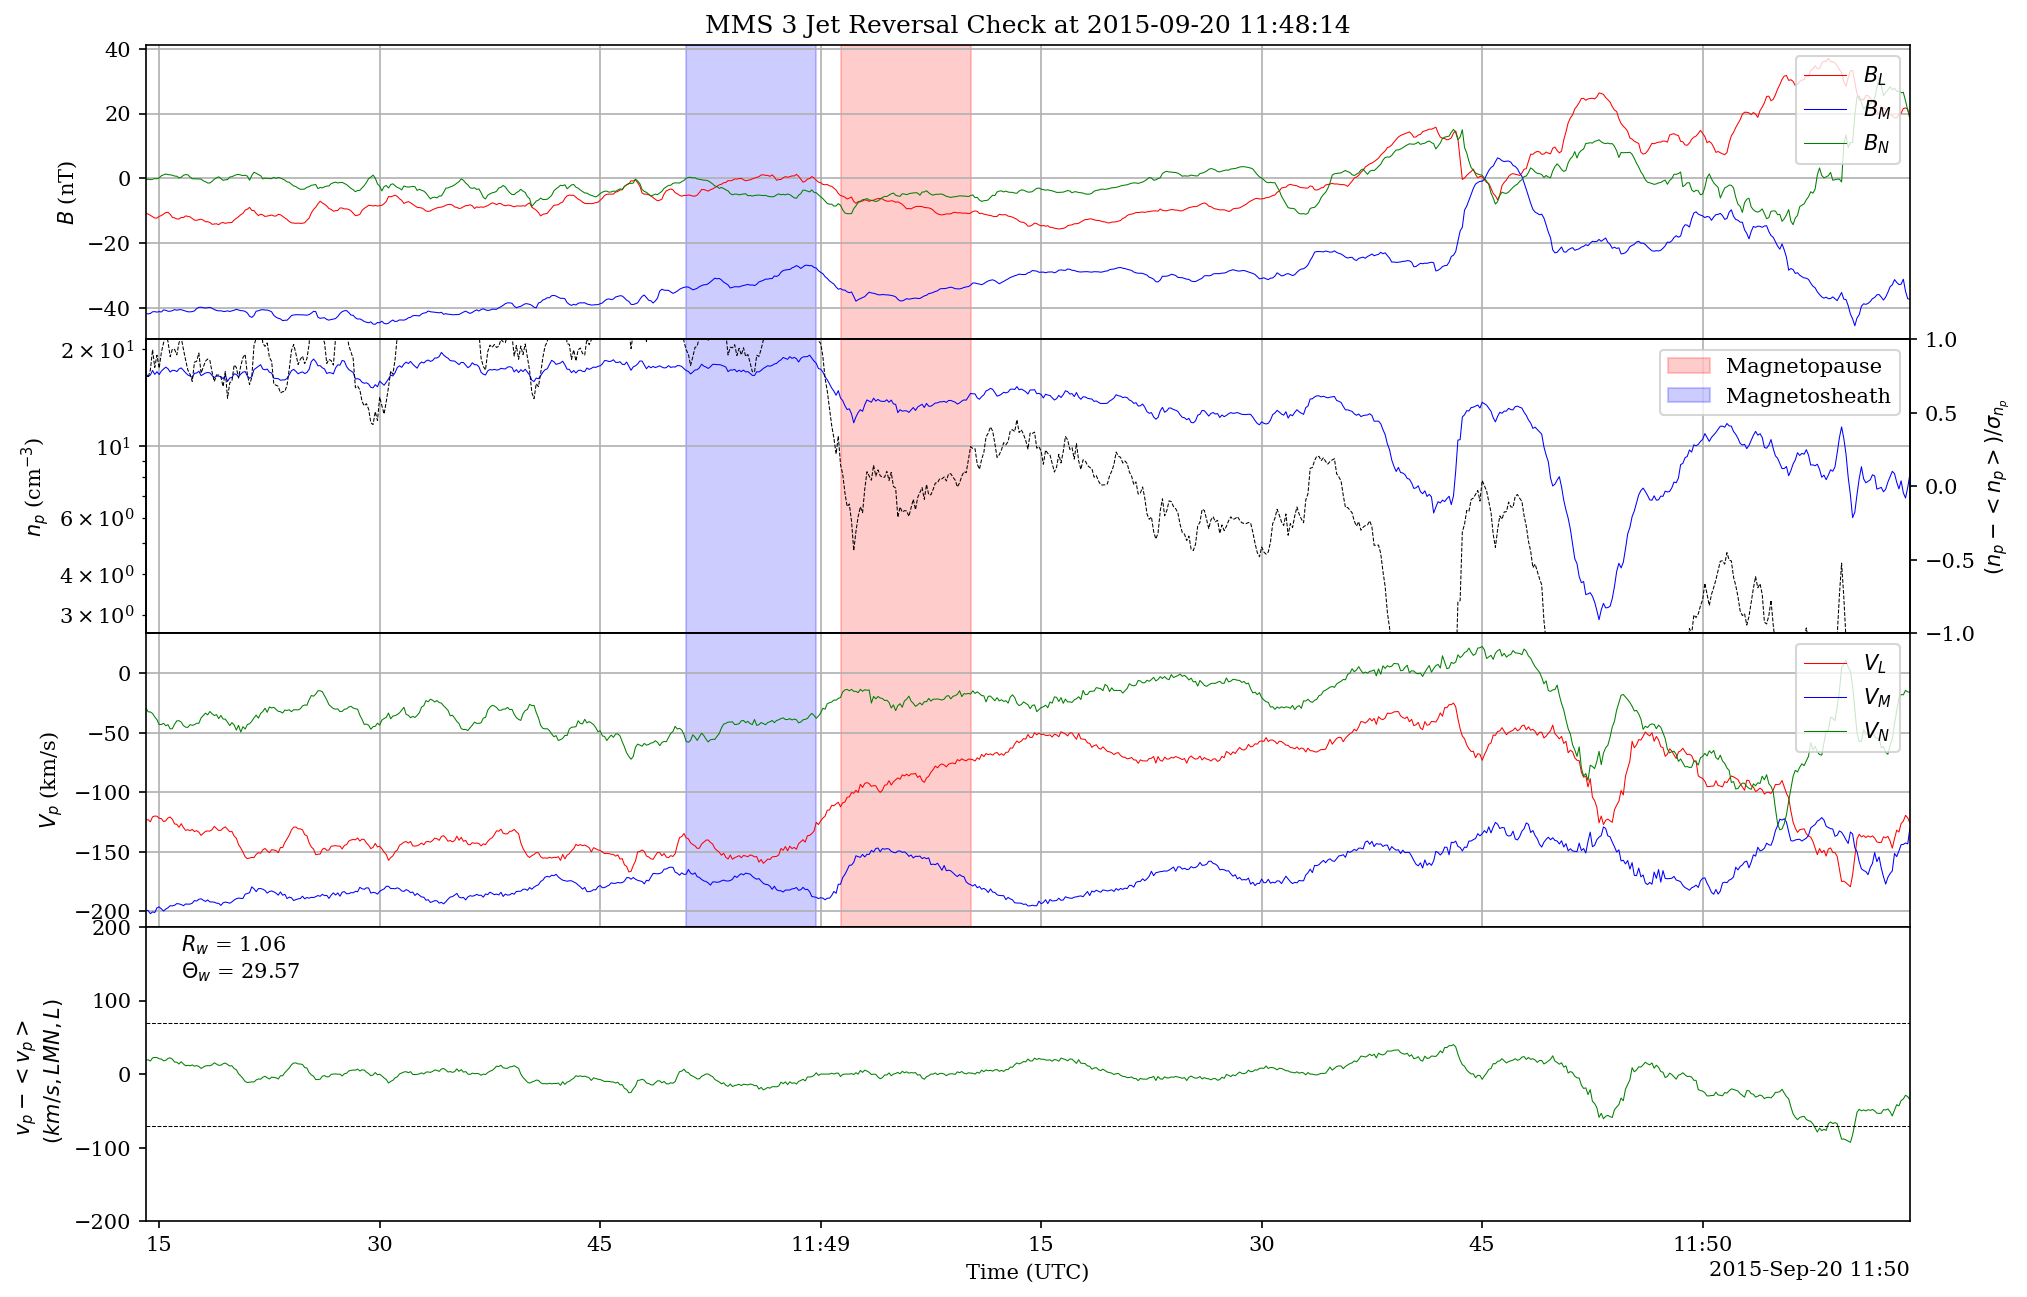 MMS 3 Jet Reversal Check at 2015-09-20 11:48:14
40
20
0
−20
−40
B (nT)
B_L
B_M
B_N
2 × 10^1
10^1
6 × 10^0
4 × 10^0
3 × 10^0
n_p (cm^−3)
Magnetopause
Magnetosheath
1.0
0.5
0.0
−0.5
−1.0
(n_p − < n_p > )/σ_{n_p}
0
−50
−100
−150
−200
V_p (km/s)
V_L
V_M
V_N
200
100
0
−100
−200
v_p − < v_p >
(km/s, LMN, L)
R_w = 1.06
Θ_w = 29.57
15 30 45 11:49 15 30 45 11:50
Time (UTC)
2015-Sep-20 11:50